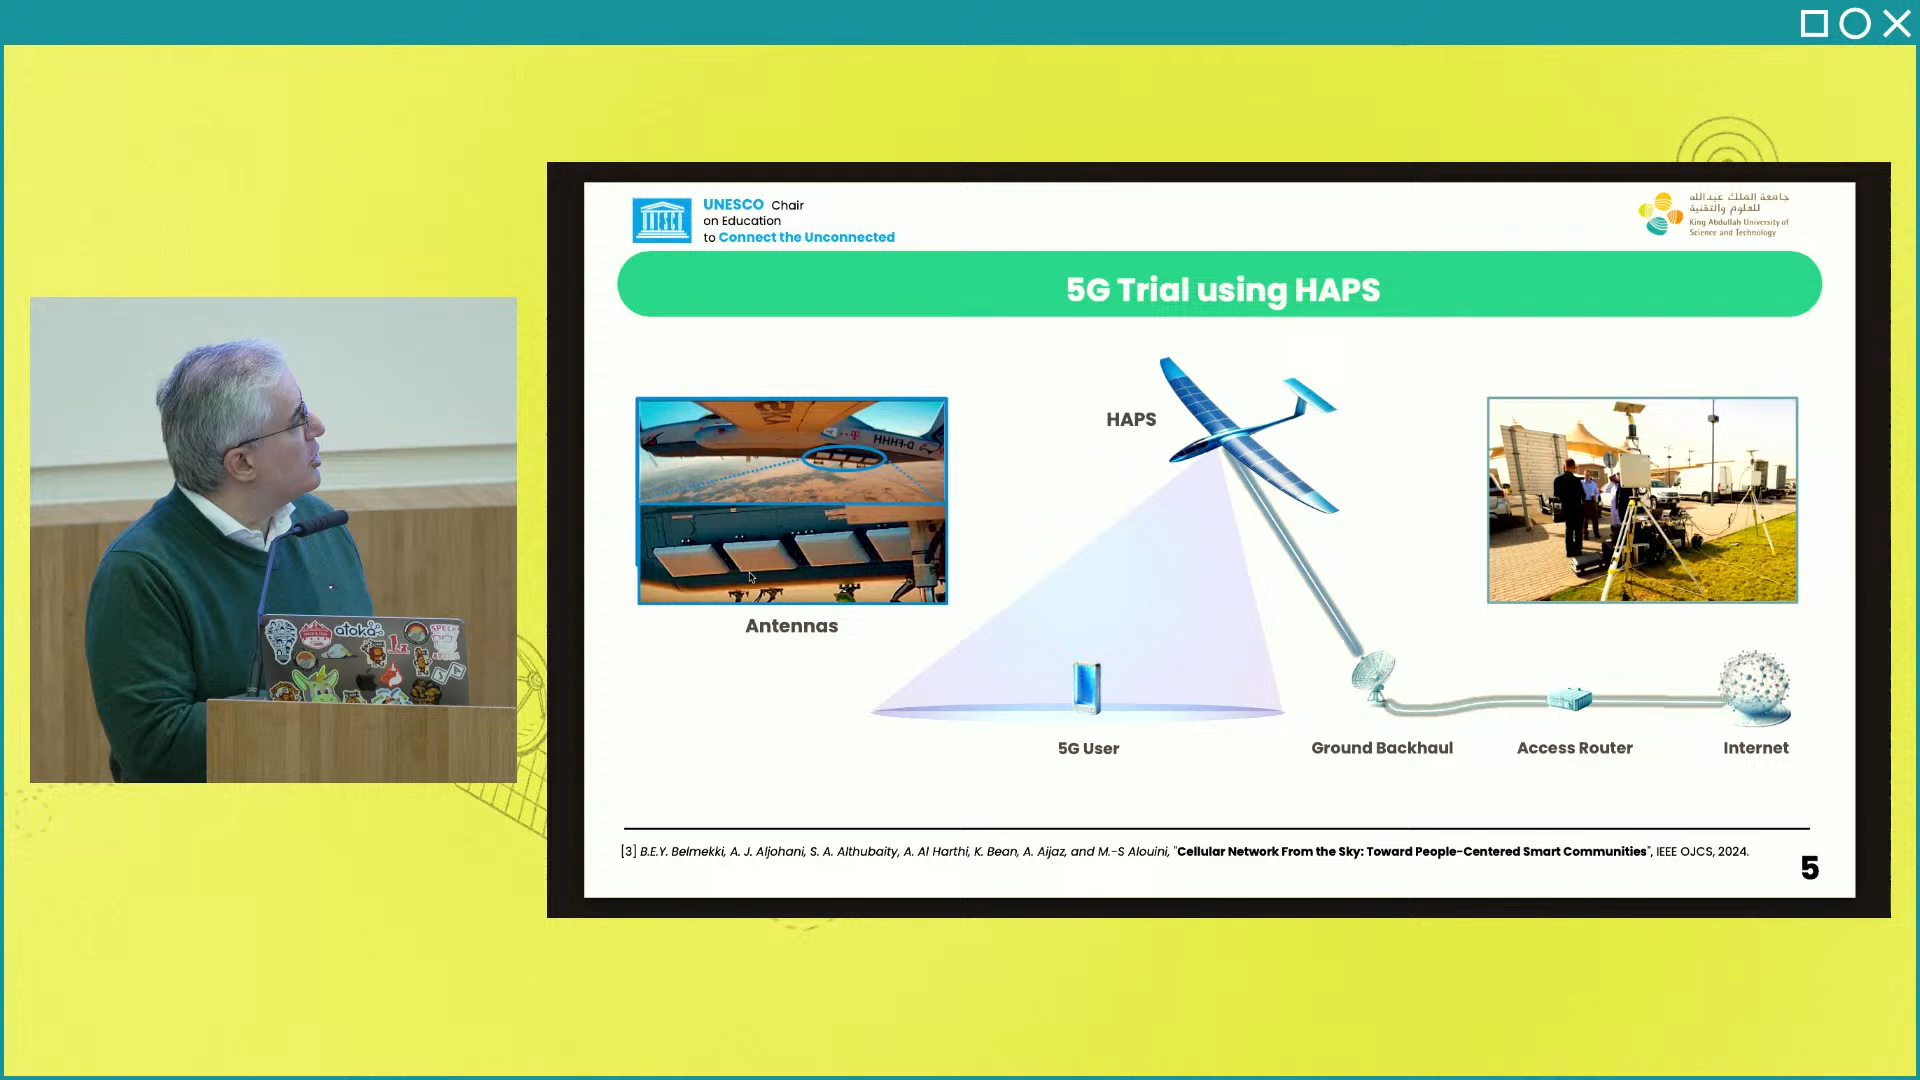 UNESCO Chair
on Education
to Connect the Unconnected
جامعة الملك عبدالله
للعلوم والتقنية
King Abdullah University of
Science and Technology
5G Trial using HAPS
HAPS
D-FHHH
Antennas
atoka
SPECK
5G User
Ground Backhaul
Access Router
Internet
[3] B.E.Y. Belmekki, A. J. Aljohani, S. A. Althubaity, A. Al Harthi, K. Bean, A. Aijaz, and M.-S Alouini, "Cellular Network From the Sky: Toward People-Centered Smart Communities", IEEE OJCS, 2024.
5